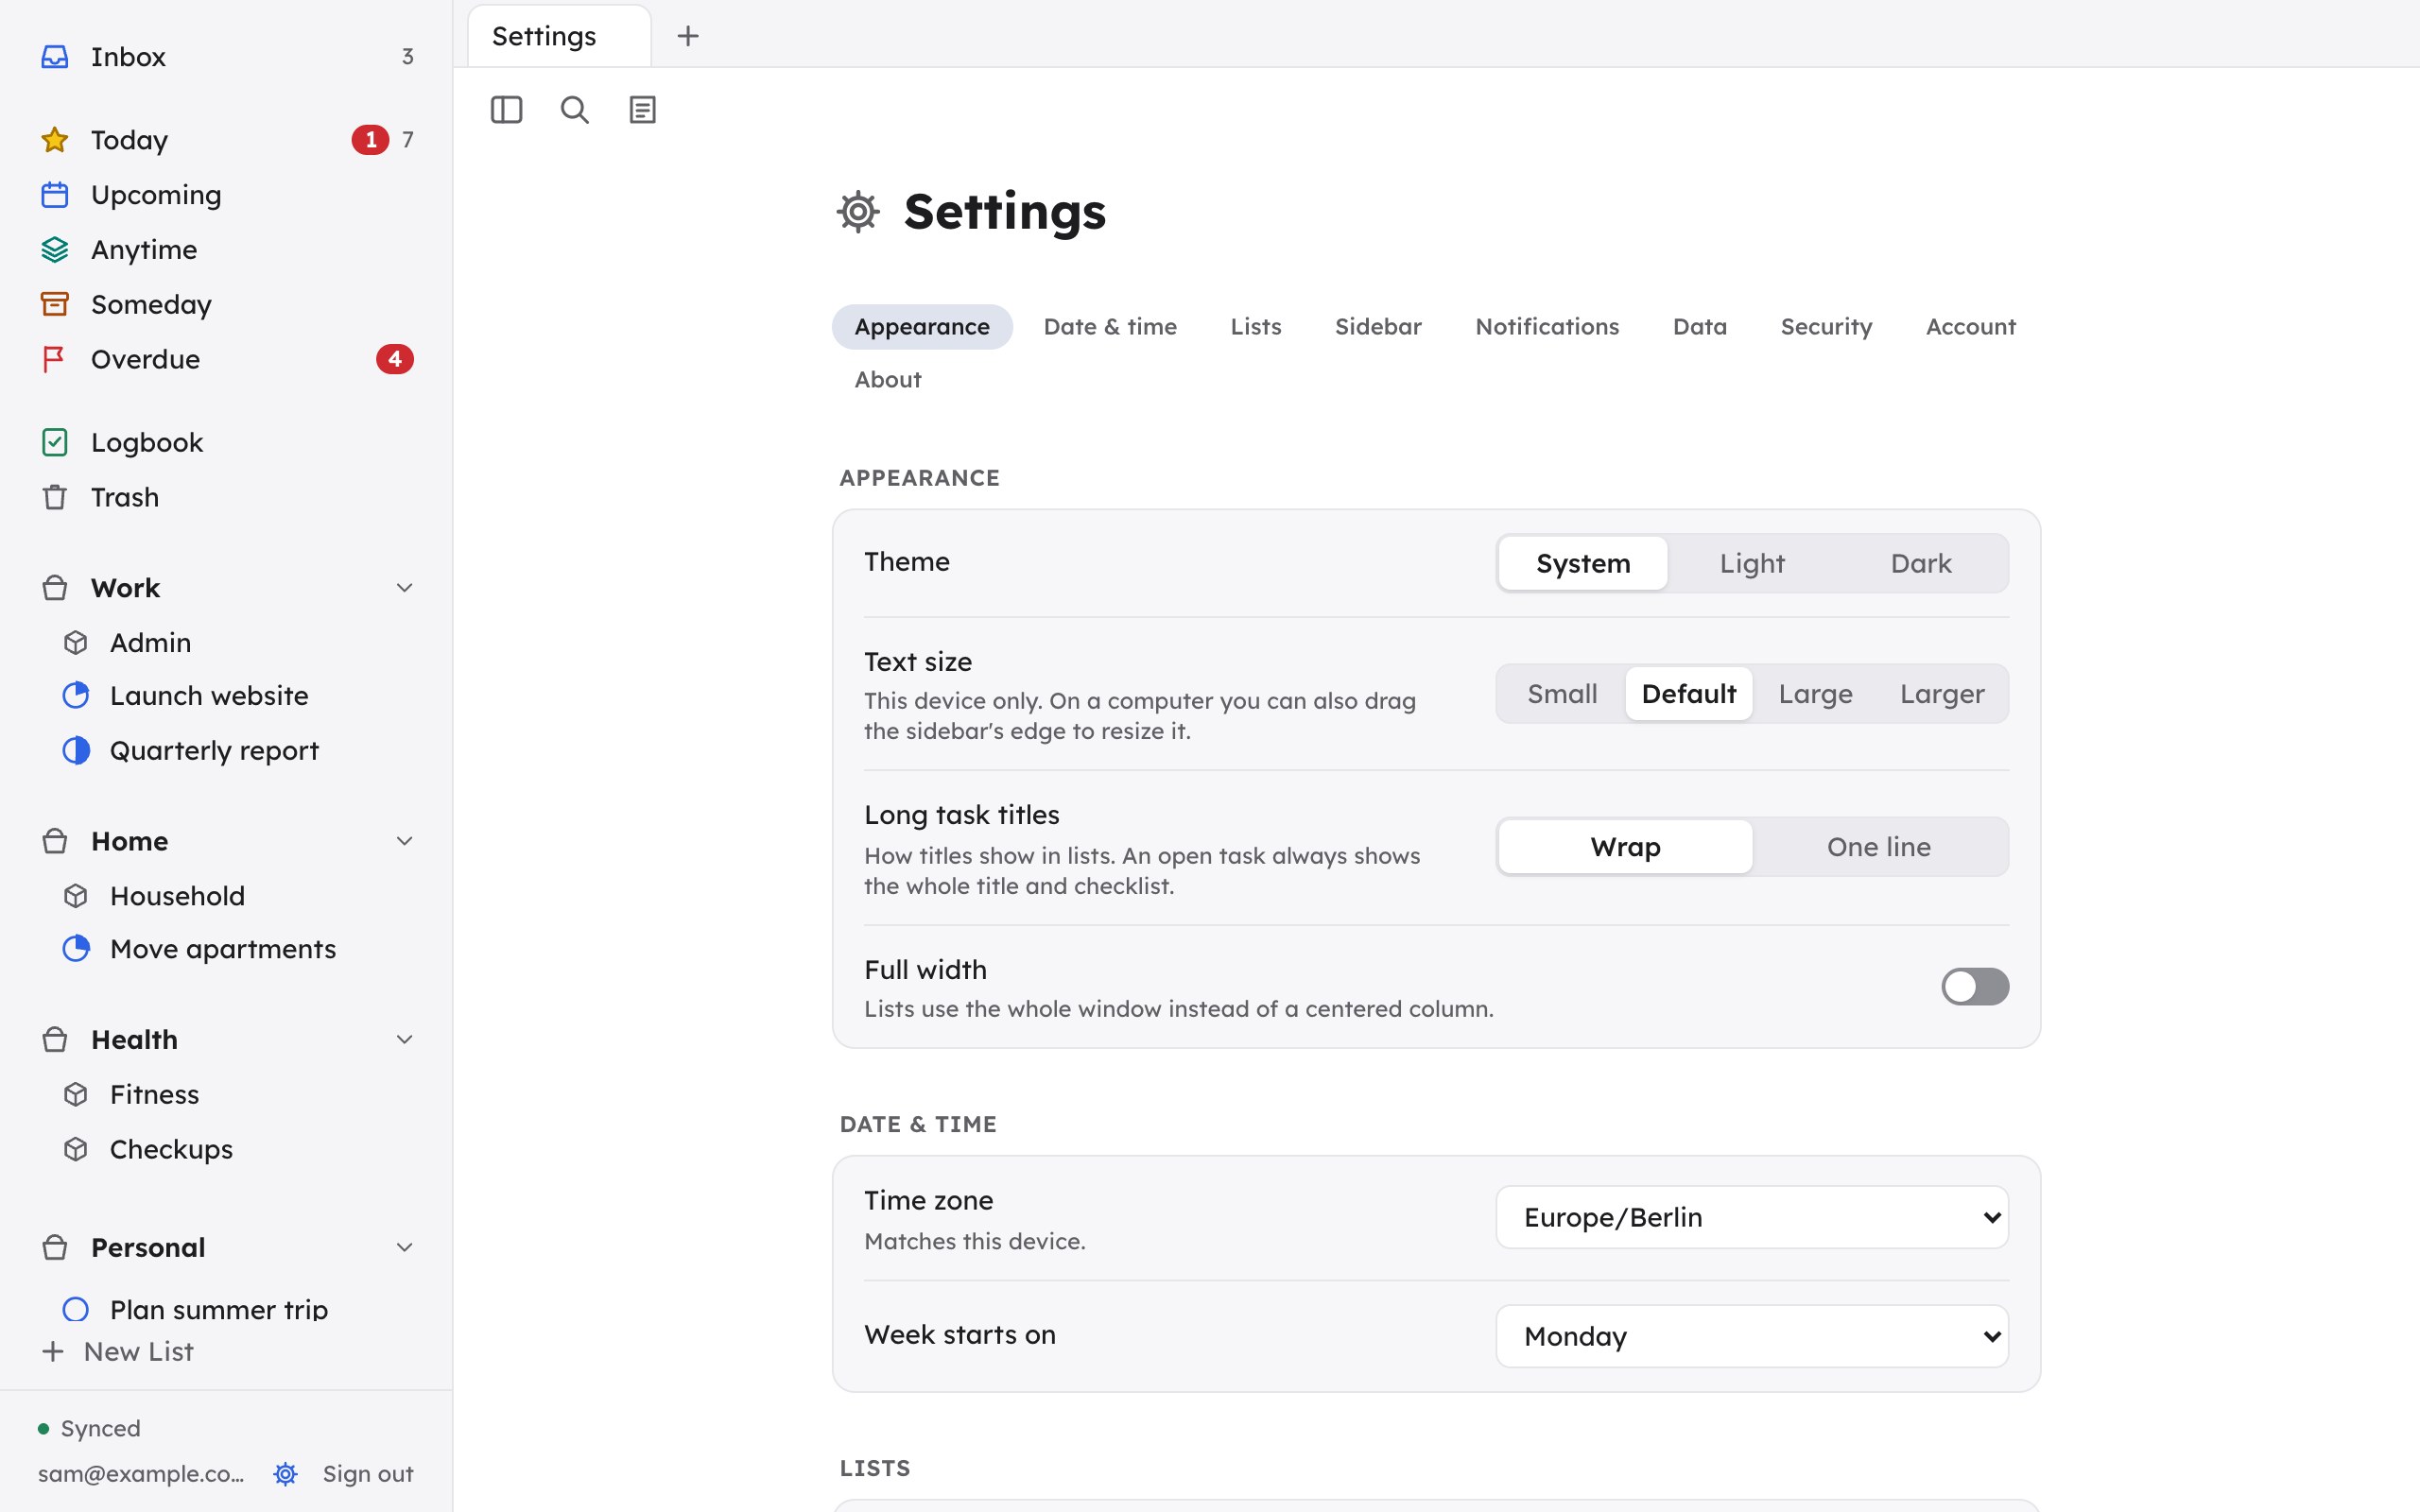 Inbox 3
Today 1 7
Upcoming
Anytime
Someday
Overdue 4
Logbook
Trash
Work
Admin
Launch website
Quarterly report
Home
Household
Move apartments
Health
Fitness
Checkups
Personal
Plan summer trip
+ New List
Synced
sam@example.co... Sign out
Settings +
Settings
Appearance Date & time Lists Sidebar Notifications Data Security Account
About
APPEARANCE
Theme System Light Dark
Text size
This device only. On a computer you can also drag
the sidebar's edge to resize it.
Small Default Large Larger
Long task titles
How titles show in lists. An open task always shows
the whole title and checklist.
Wrap One line
Full width
Lists use the whole window instead of a centered column.
DATE & TIME
Time zone
Matches this device.
Europe/Berlin
Week starts on Monday
LISTS